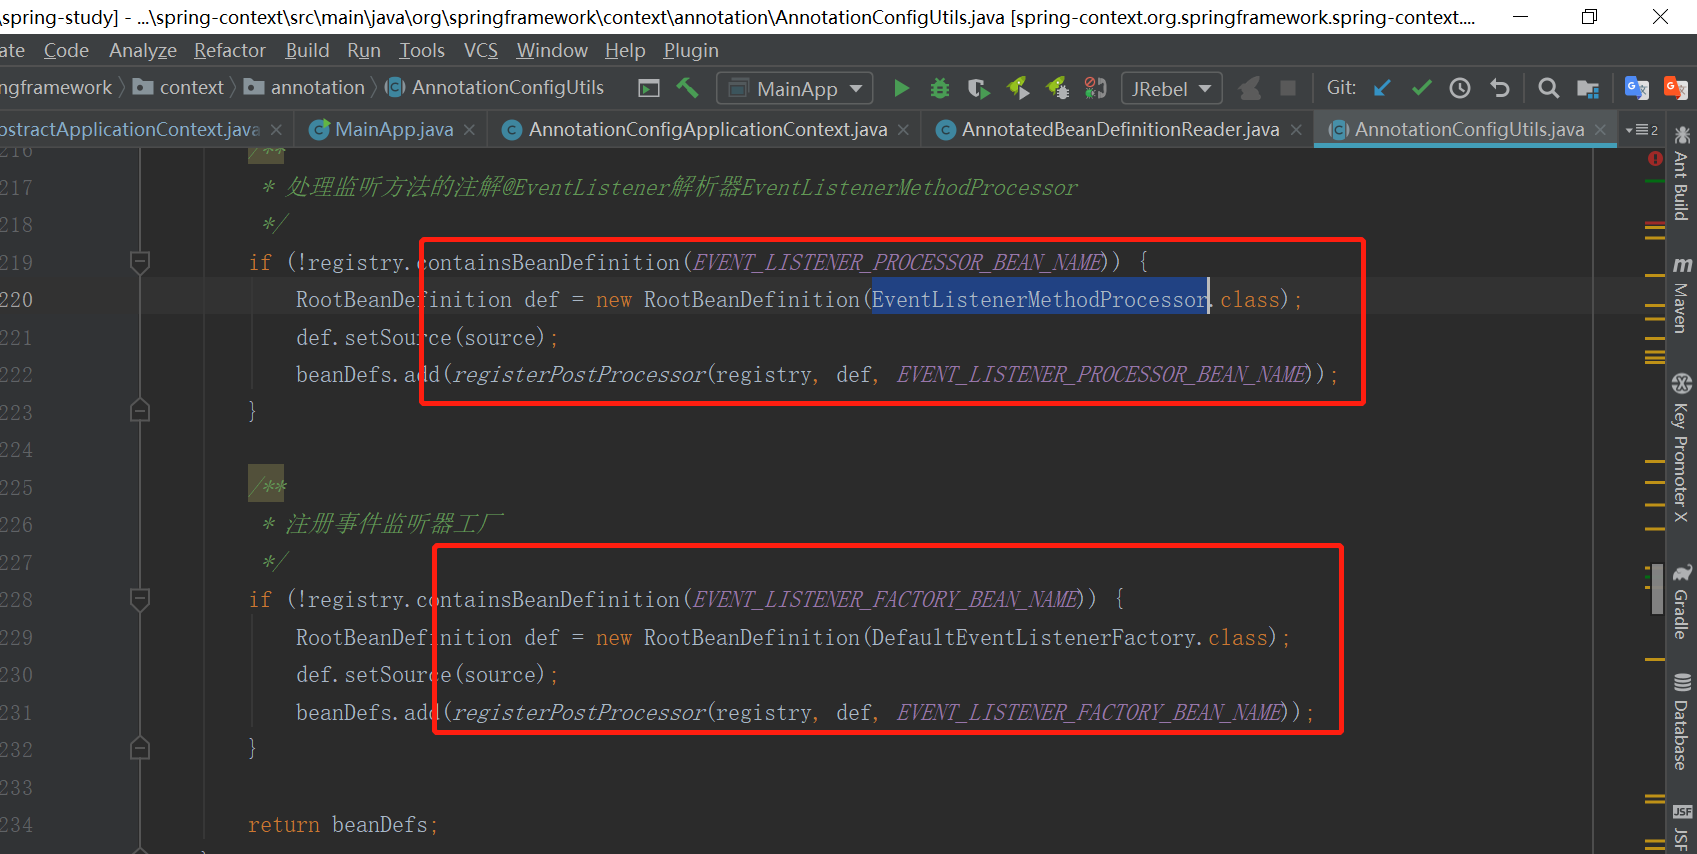 \spring-study] - ...\spring-context\src\main\java\org\springframework\context\annotation\AnnotationConfigUtils.java [spring-context.org.springframework.spring-context....
ate Code Analyze Refactor Build Run Tools VCS Window Help Plugin
ngframework context annotation AnnotationConfigUtils MainApp JRebel Git:
ostractApplicationContext.java MainApp.java AnnotationConfigApplicationContext.java AnnotatedBeanDefinitionReader.java AnnotationConfigUtils.java 2
216 /**
217 * 处理监听方法的注解@EventListener解析器EventListenerMethodProcessor
218 */
219 if (!registry.containsBeanDefinition(EVENT_LISTENER_PROCESSOR_BEAN_NAME)) {
220 RootBeanDefinition def = new RootBeanDefinition(EventListenerMethodProcessor.class);
221 def.setSource(source);
222 beanDefs.add(registerPostProcessor(registry, def, EVENT_LISTENER_PROCESSOR_BEAN_NAME));
223 }
224
225 /**
226 * 注册事件监听器工厂
227 */
228 if (!registry.containsBeanDefinition(EVENT_LISTENER_FACTORY_BEAN_NAME)) {
229 RootBeanDefinition def = new RootBeanDefinition(DefaultEventListenerFactory.class);
230 def.setSource(source);
231 beanDefs.add(registerPostProcessor(registry, def, EVENT_LISTENER_FACTORY_BEAN_NAME));
232 }
233
234 return beanDefs;
Ant Build
m Maven
Key Promoter X
Gradle
Database
JSF JSF